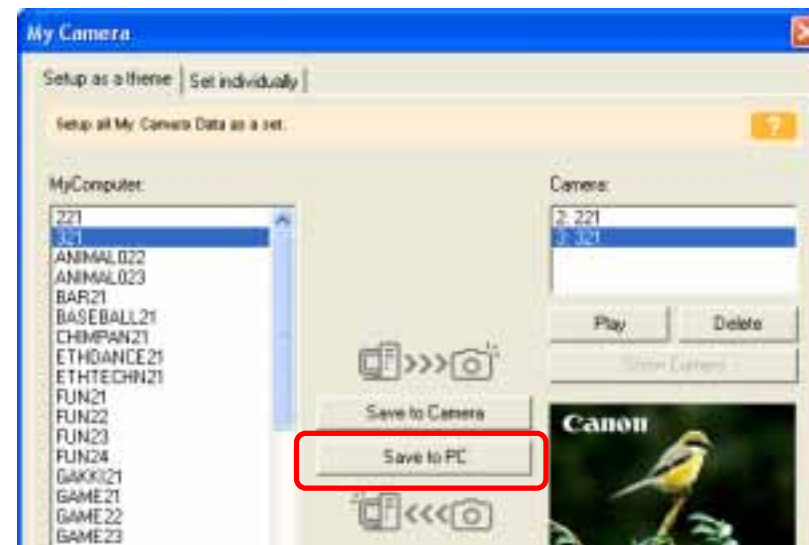 My Camera
Setup as a theme
Set individually
Setup all My Camera Data as a set.
?
MyComputer:
221
321
ANIMAL022
ANIMAL023
BAR21
BASEBALL21
CHIMPAN21
ETHDANCE21
ETHTECHN21
FUN21
FUN22
FUN23
FUN24
GAKKI21
GAME21
GAME22
GAME23
>>>
Save to Camera
Save to PC
<<<
Camera:
2: 221
3: 321
Play
Delete
Canon